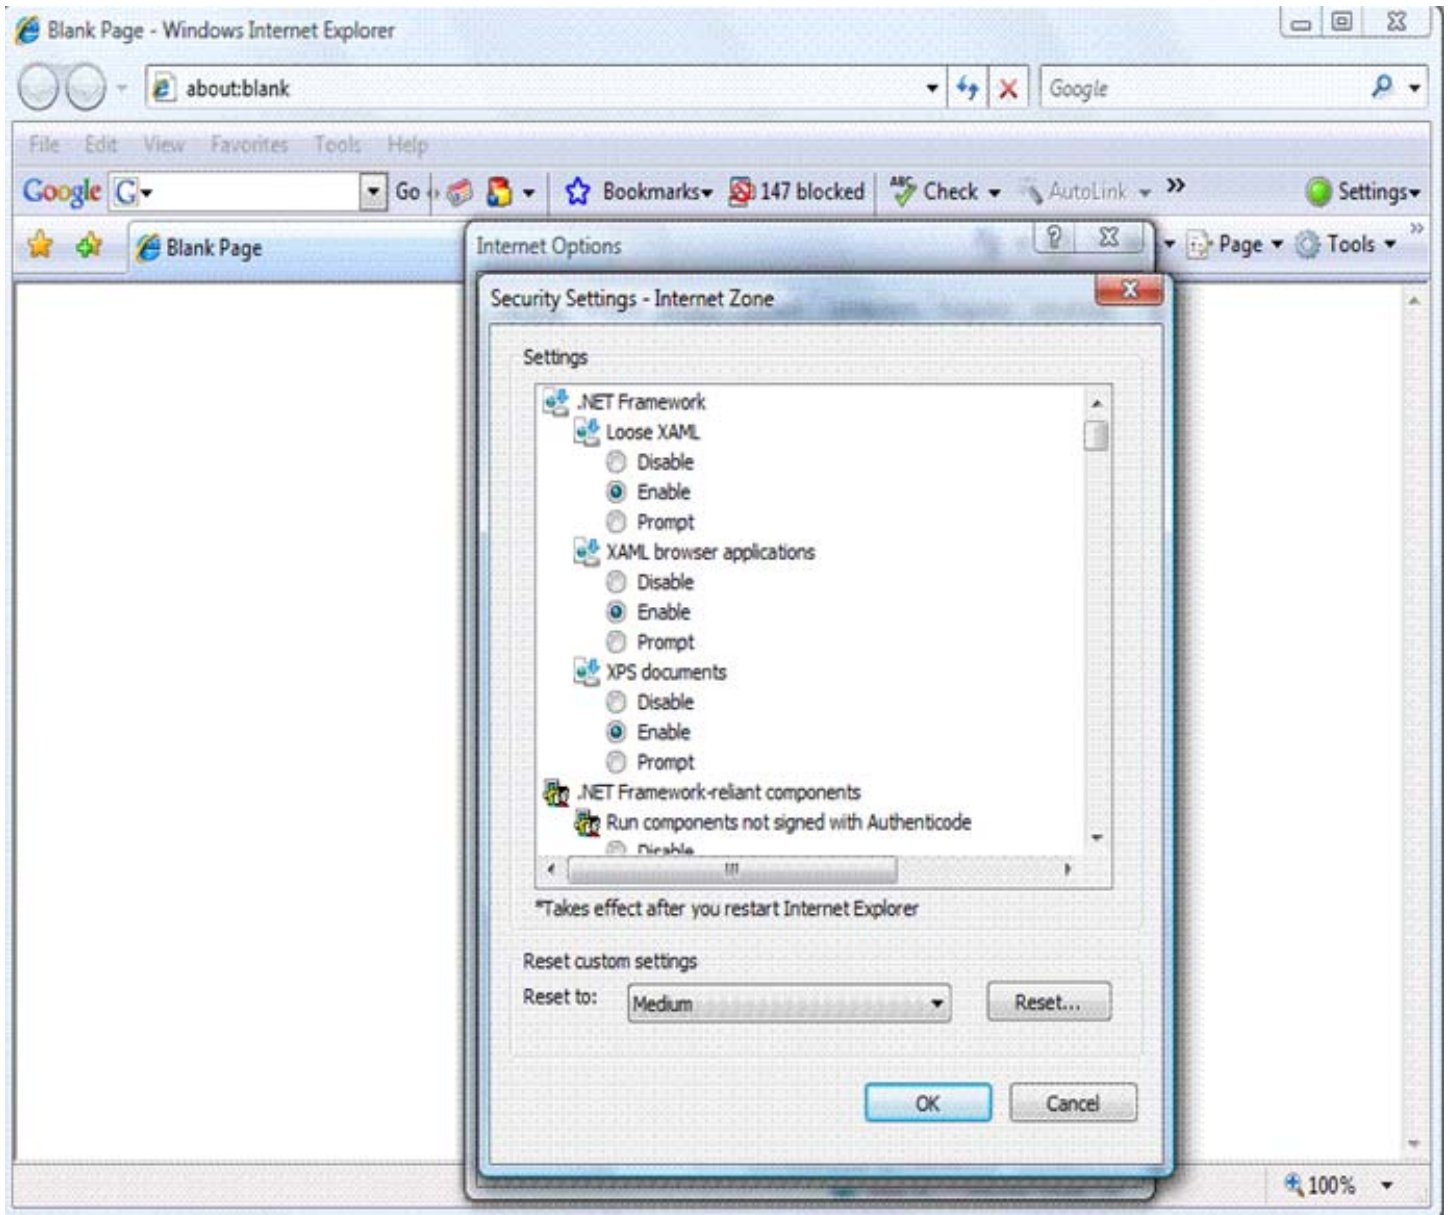 Blank Page - Windows Internet Explorer
about:blank Google
File Edit View Favorites Tools Help
Google G Go Bookmarks 147 blocked ABC Check AutoLink » Settings
Blank Page Internet Options ? Page Tools »
Security Settings - Internet Zone
Settings
.NET Framework
Loose XAML
Disable
Enable
Prompt
XAML browser applications
Disable
Enable
Prompt
XPS documents
Disable
Enable
Prompt
.NET Framework-reliant components
Run components not signed with Authenticode
Disable
*Takes effect after you restart Internet Explorer
Reset custom settings
Reset to: Medium Reset...
OK Cancel
100%